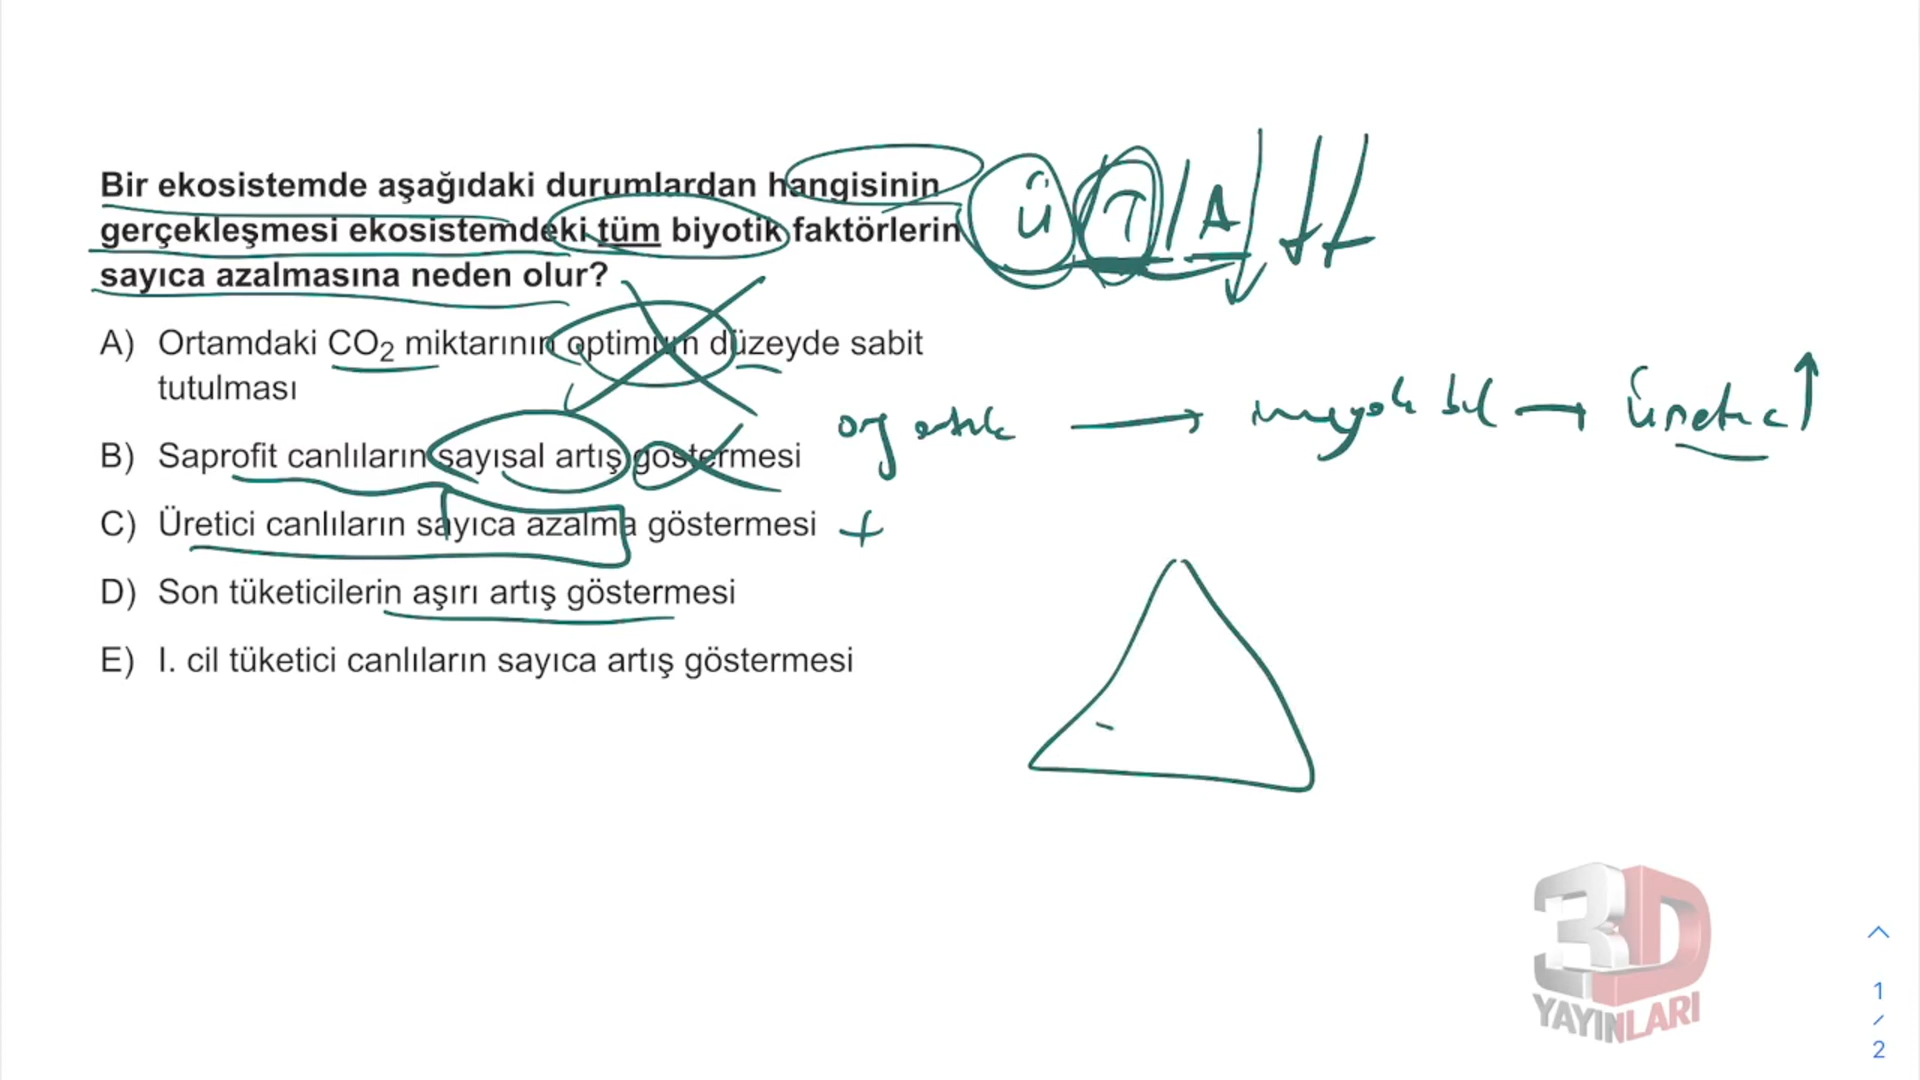 Bir ekosistemde aşağıdaki durumlardan hangisinin
gerçekleşmesi ekosistemdeki tüm biyotik faktörlerin
sayıca azalmasına neden olur?
Ü T A
A) Ortamdaki CO₂ miktarının optimum düzeyde sabit
tutulması
B) Saprofit canlıların sayısal artış göstermesi
org → → Üretici ↑
C) Üretici canlıların sayıca azalma göstermesi +
D) Son tüketicilerin aşırı artış göstermesi
E) I. cil tüketici canlıların sayıca artış göstermesi
3D
YAYINLARI
1
/
2